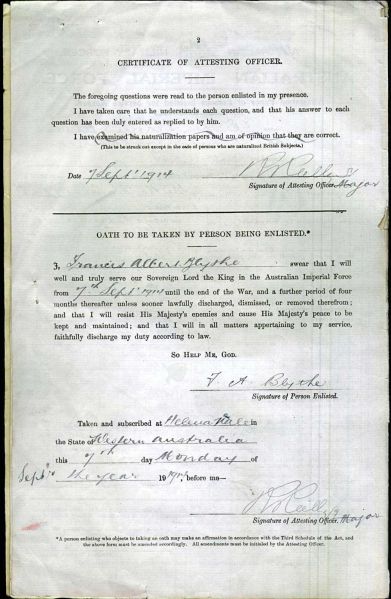 2
CERTIFICATE OF ATTESTING OFFICER.
The foregoing questions were read to the person enlisted in my presence.
I have taken care that he understands each question, and that his answer to each
question has been duly entered as replied to by him.
I have examined his naturalization papers and am of opinion that they are correct.
(This to be struck out except in the case of persons who are naturalized British Subjects.)
Date 7 Sept 1914
Signature of Attesting Officer. Major
OATH TO BE TAKEN BY PERSON BEING ENLISTED.*
3, Frances Albert Blythe swear that I will
well and truly serve our Sovereign Lord the King in the Australian Imperial Force
from 7th Sept 1914 until the end of the War, and a further period of four
months thereafter unless sooner lawfully discharged, dismissed, or removed therefrom;
and that I will resist His Majesty's enemies and cause His Majesty's peace to be
kept and maintained; and that I will in all matters appertaining to my service,
faithfully discharge my duty according to law.
So Help Me, God.
F. A. Blythe
Signature of Person Enlisted.
Taken and subscribed at Helena Vale in
the State of Western Australia
this 7th day Monday of
Sept the year 1914, before me—
Signature of Attesting Officer. Major
*A person enlisting who objects to taking an oath may make an affirmation in accordance with the Third Schedule of the Act, and
the above form must be amended accordingly. All amendments must be initialed by the Attesting Officer.